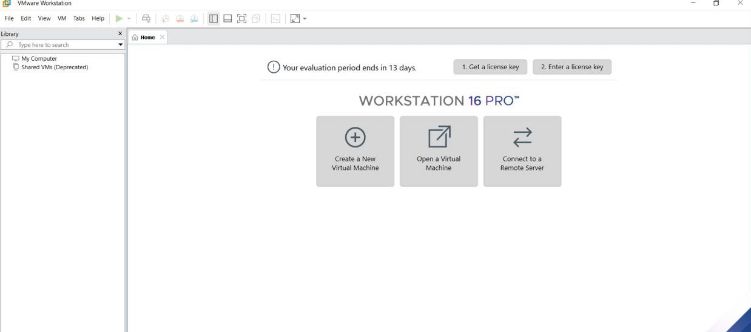 VMware Workstation
File Edit View VM Tabs Help
Library
Type here to search
My Computer
Shared VMs (Deprecated)
Home
Your evaluation period ends in 13 days.
1. Get a license key
2. Enter a license key
WORKSTATION 16 PRO™
Create a New
Virtual Machine
Open a Virtual
Machine
Connect to a
Remote Server